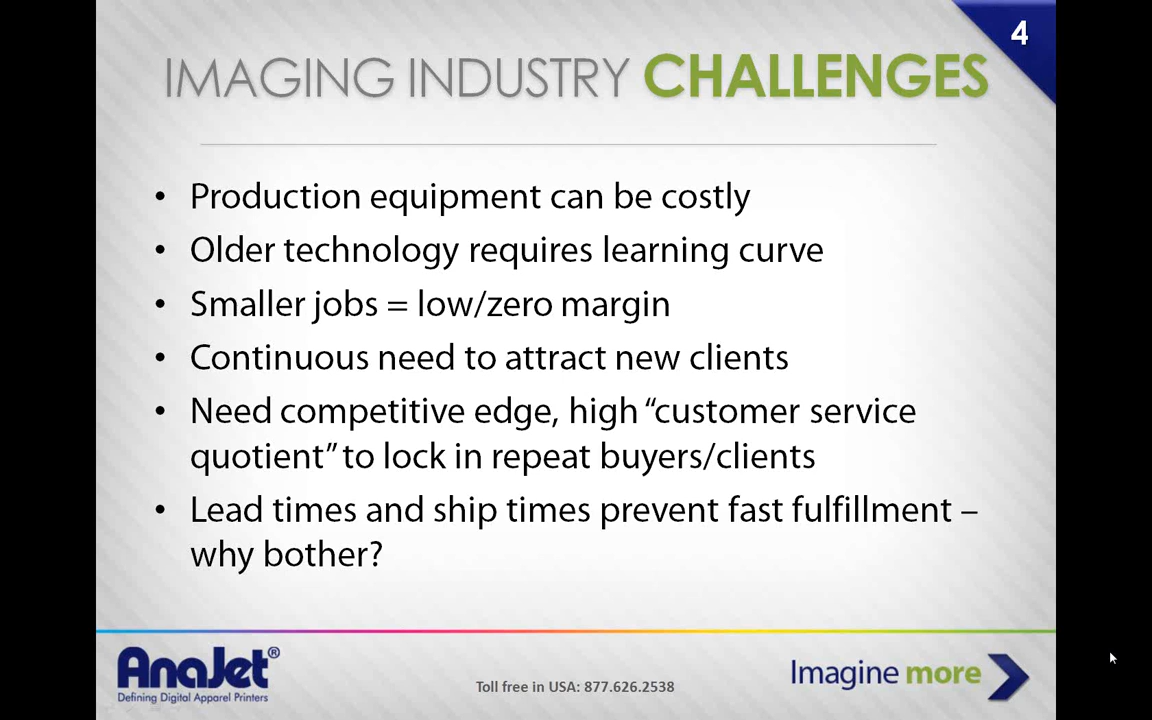 4
IMAGING INDUSTRY CHALLENGES
• Production equipment can be costly
• Older technology requires learning curve
• Smaller jobs = low/zero margin
• Continuous need to attract new clients
• Need competitive edge, high “customer service
quotient” to lock in repeat buyers/clients
• Lead times and ship times prevent fast fulfillment –
why bother?
AnaJet®
Defining Digital Apparel Printers
Toll free in USA: 877.626.2538
Imagine more